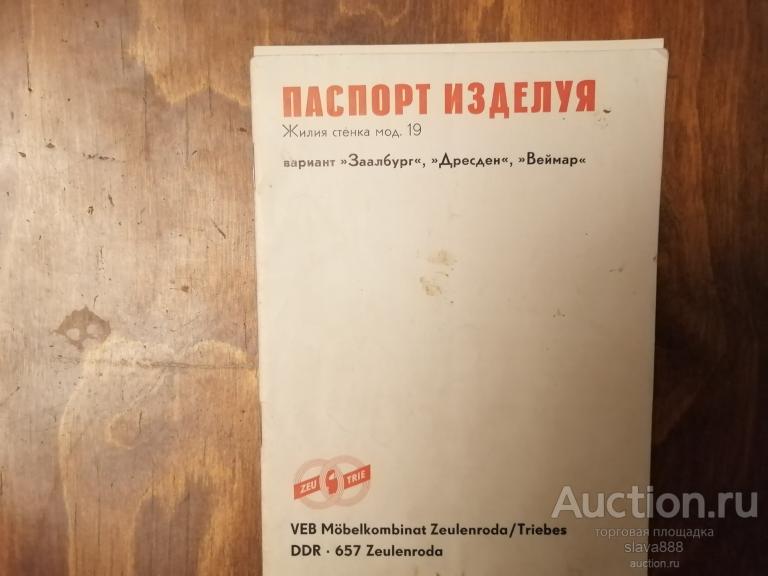 ПАСПОРТ ИЗДЕЛУЯ
Жилия стенка мод. 19
вариант »Заалбург“, »Дресден“, »Веймар“
ZEU TRIE
VEB Möbelkombinat Zeulenroda/Triebes
DDR · 657 Zeulenroda
Auction.ru
торговая площадка
slava888
auction.ru